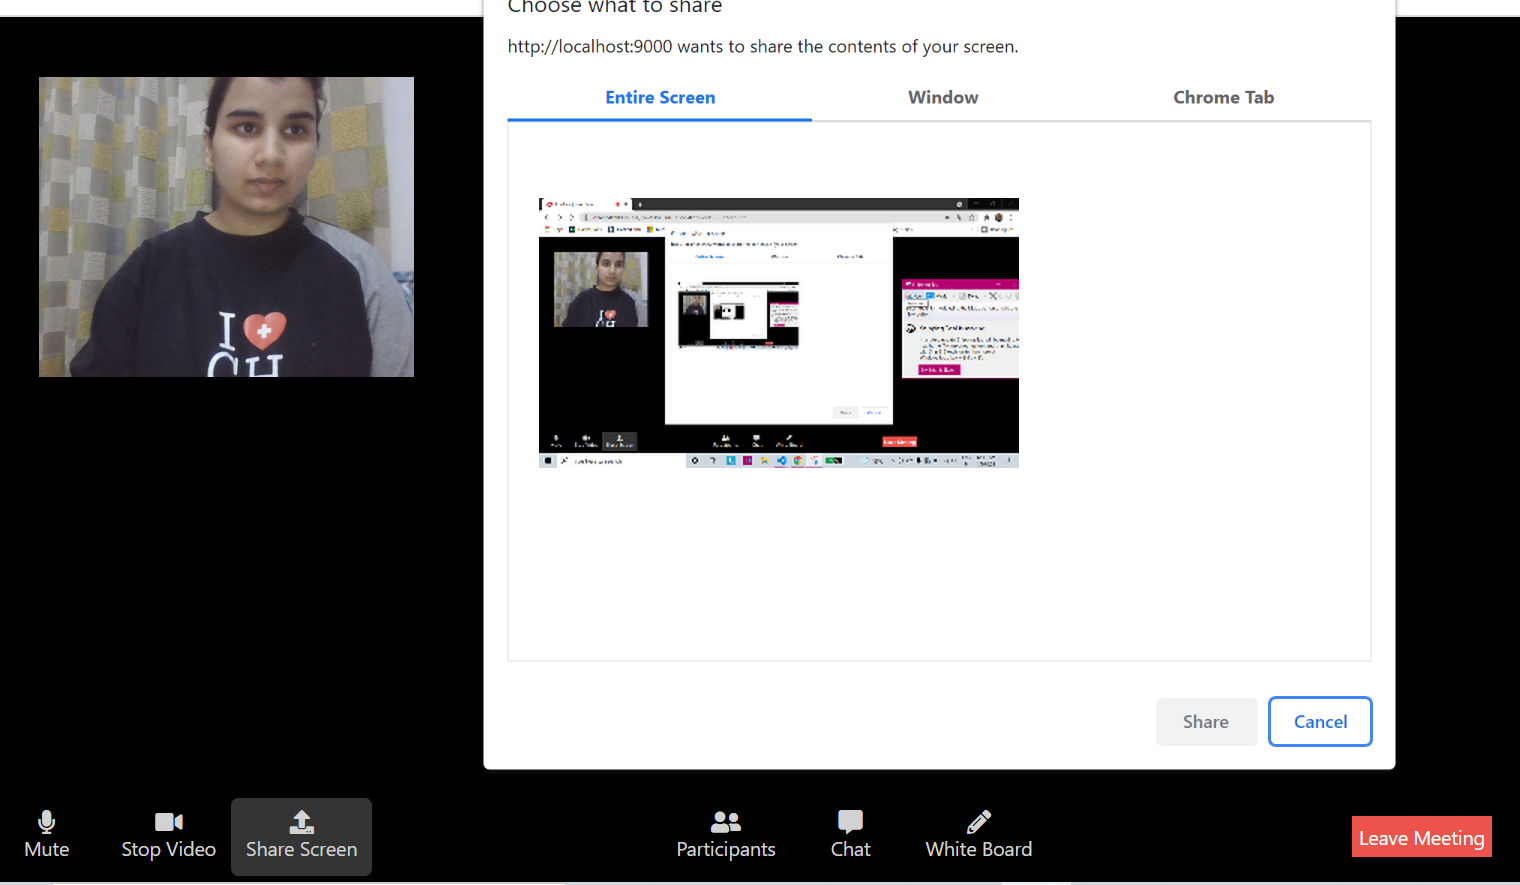 Choose what to share
http://localhost:9000 wants to share the contents of your screen.
Entire Screen
Window
Chrome Tab
I
CH
Share
Cancel
Mute
Stop Video
Share Screen
Participants
Chat
White Board
Leave Meeting